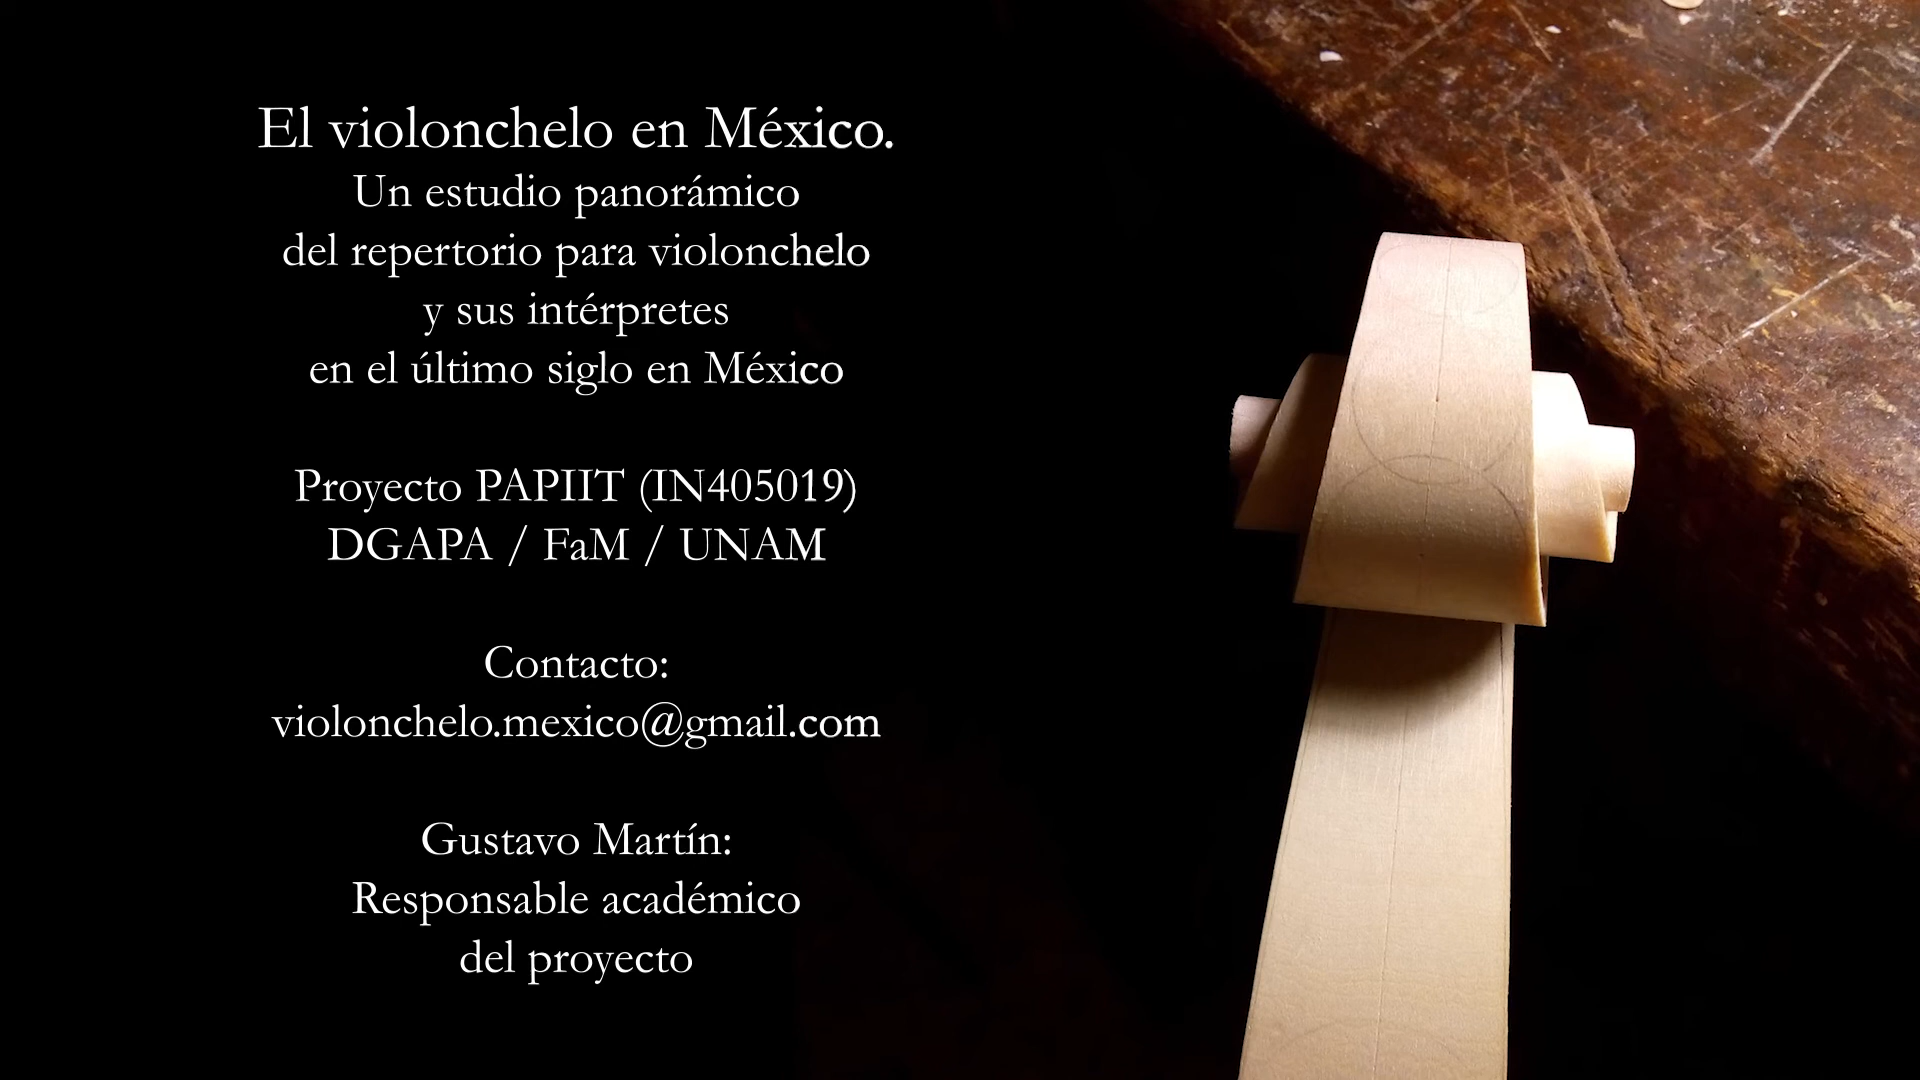 El violonchelo en México.
Un estudio panorámico
del repertorio para violonchelo
y sus intérpretes
en el último siglo en México
Proyecto PAPIIT (IN405019)
DGAPA / FaM / UNAM
Contacto:
violonchelo.mexico@gmail.com
Gustavo Martín:
Responsable académico
del proyecto